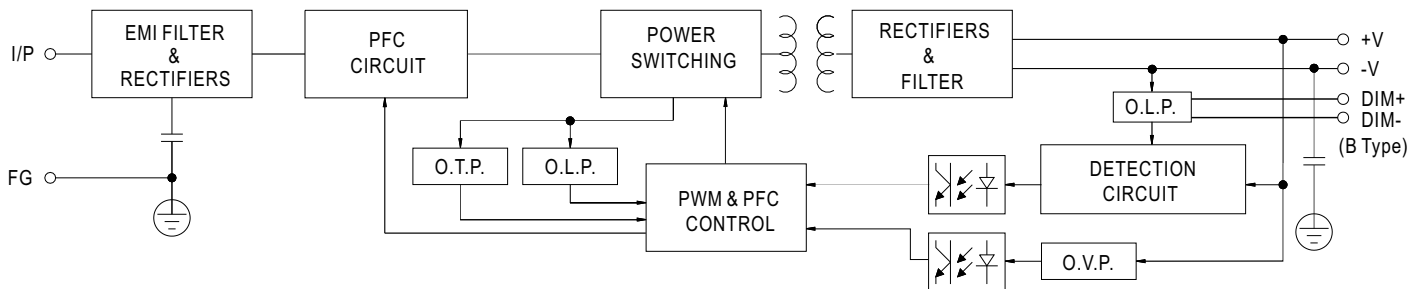 I/P
EMI FILTER
&
RECTIFIERS
PFC
CIRCUIT
POWER
SWITCHING
RECTIFIERS
&
FILTER
+V
-V
DIM+
DIM-
(B Type)
O.L.P.
FG
O.T.P.
O.L.P.
PWM & PFC
CONTROL
DETECTION
CIRCUIT
O.V.P.